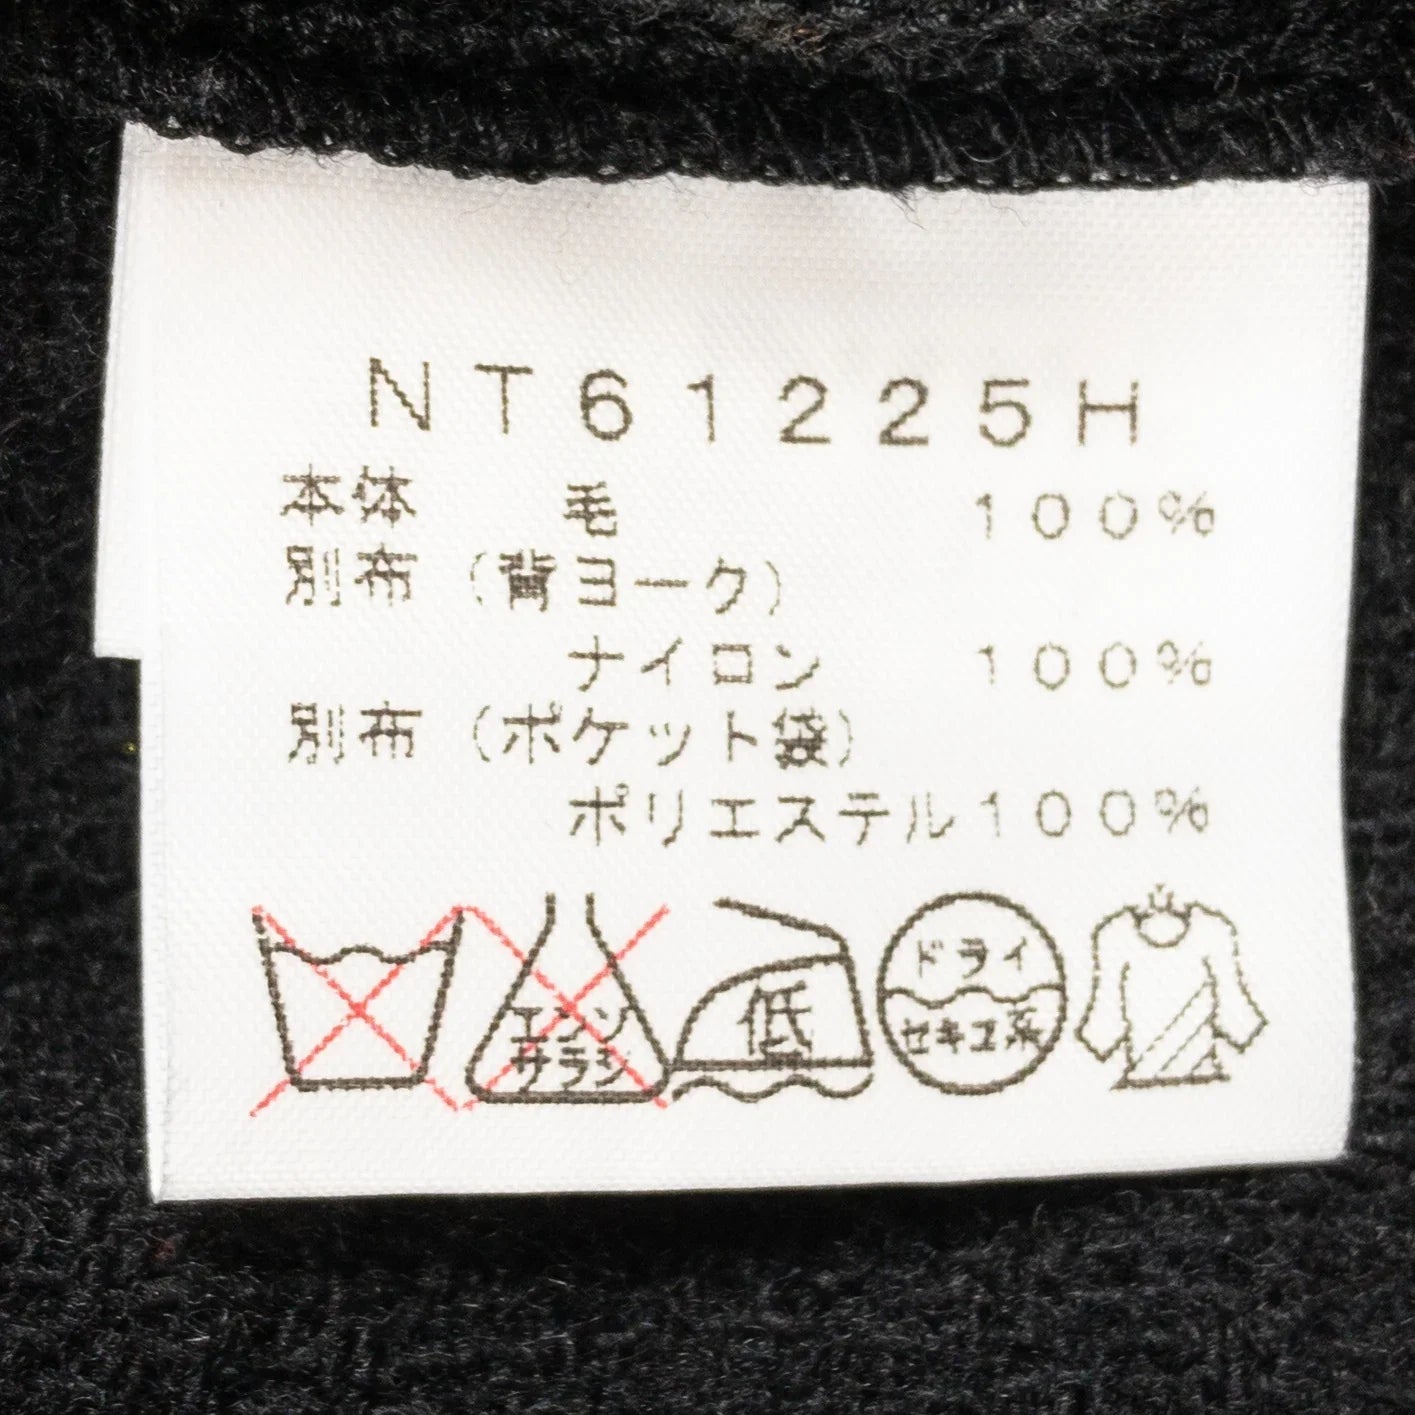 NT61225H
本体 毛 100%
別布(背ヨーク)
ナイロン 100%
別布(ポケット袋)
ポリエステル100%
エンソ
サラシ
低
ドライ
セキユ系